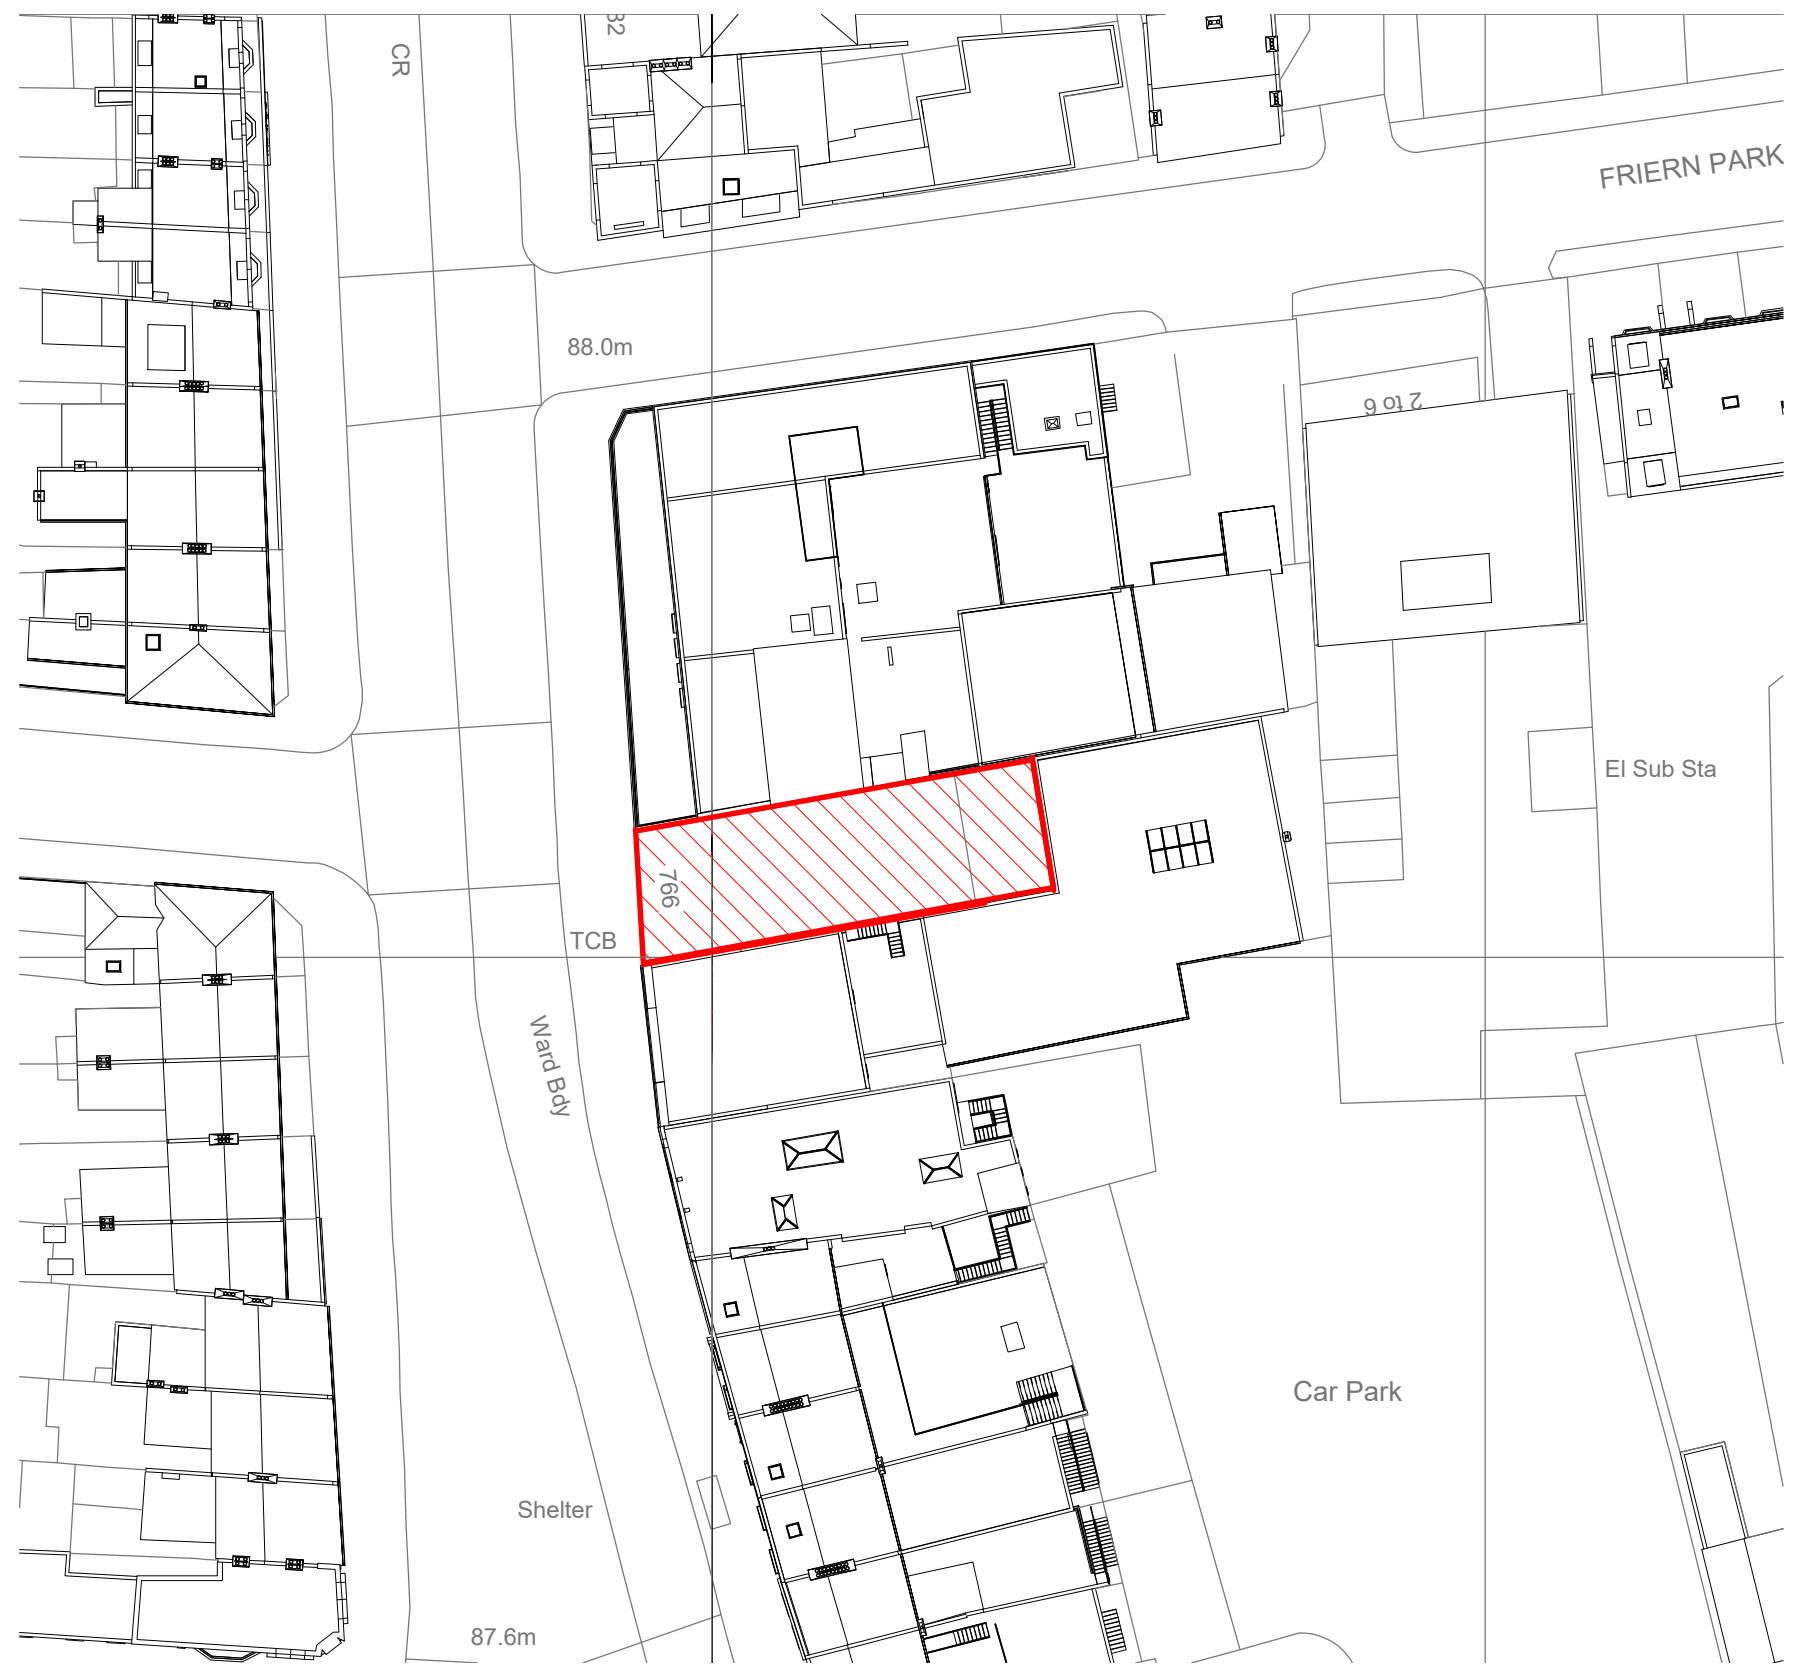 CR
32
FRIERN PARK
88.0m
2 to 6
El Sub Sta
766
TCB
Ward Bdy
Car Park
Shelter
87.6m